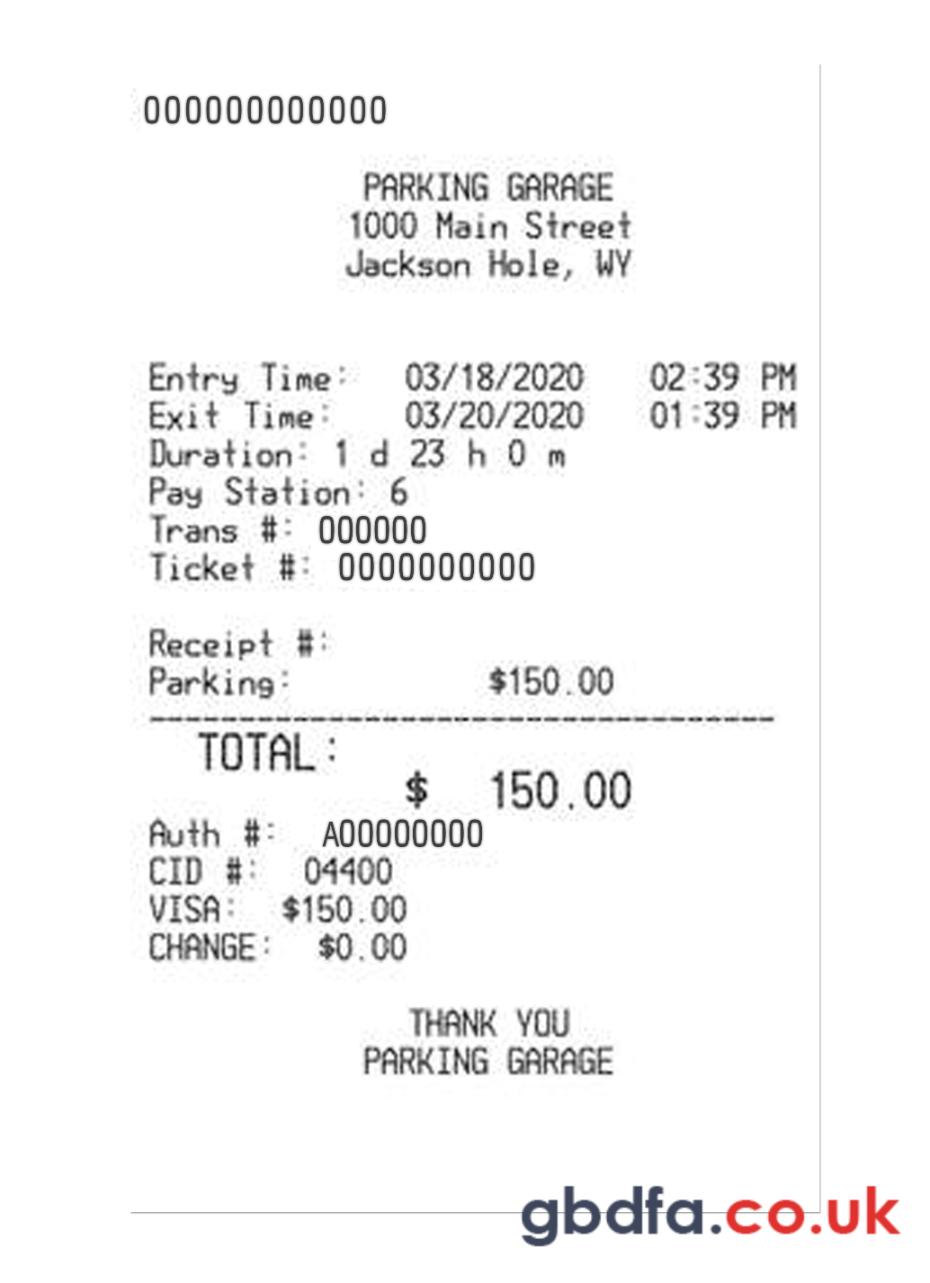 000000000000
PARKING GARAGE
1000 Main Street
Jackson Hole, WY
Entry Time: 03/18/2020 02:39 PM
Exit Time: 03/20/2020 01:39 PM
Duration: 1 d 23 h 0 m
Pay Station: 6
Trans #: 000000
Ticket #: 0000000000
Receipt #:
Parking: $150.00
-----------------------------------
TOTAL:
$ 150.00
Auth #: A00000000
CID #: 04400
VISA: $150.00
CHANGE: $0.00
THANK YOU
PARKING GARAGE
gbdfa.co.uk